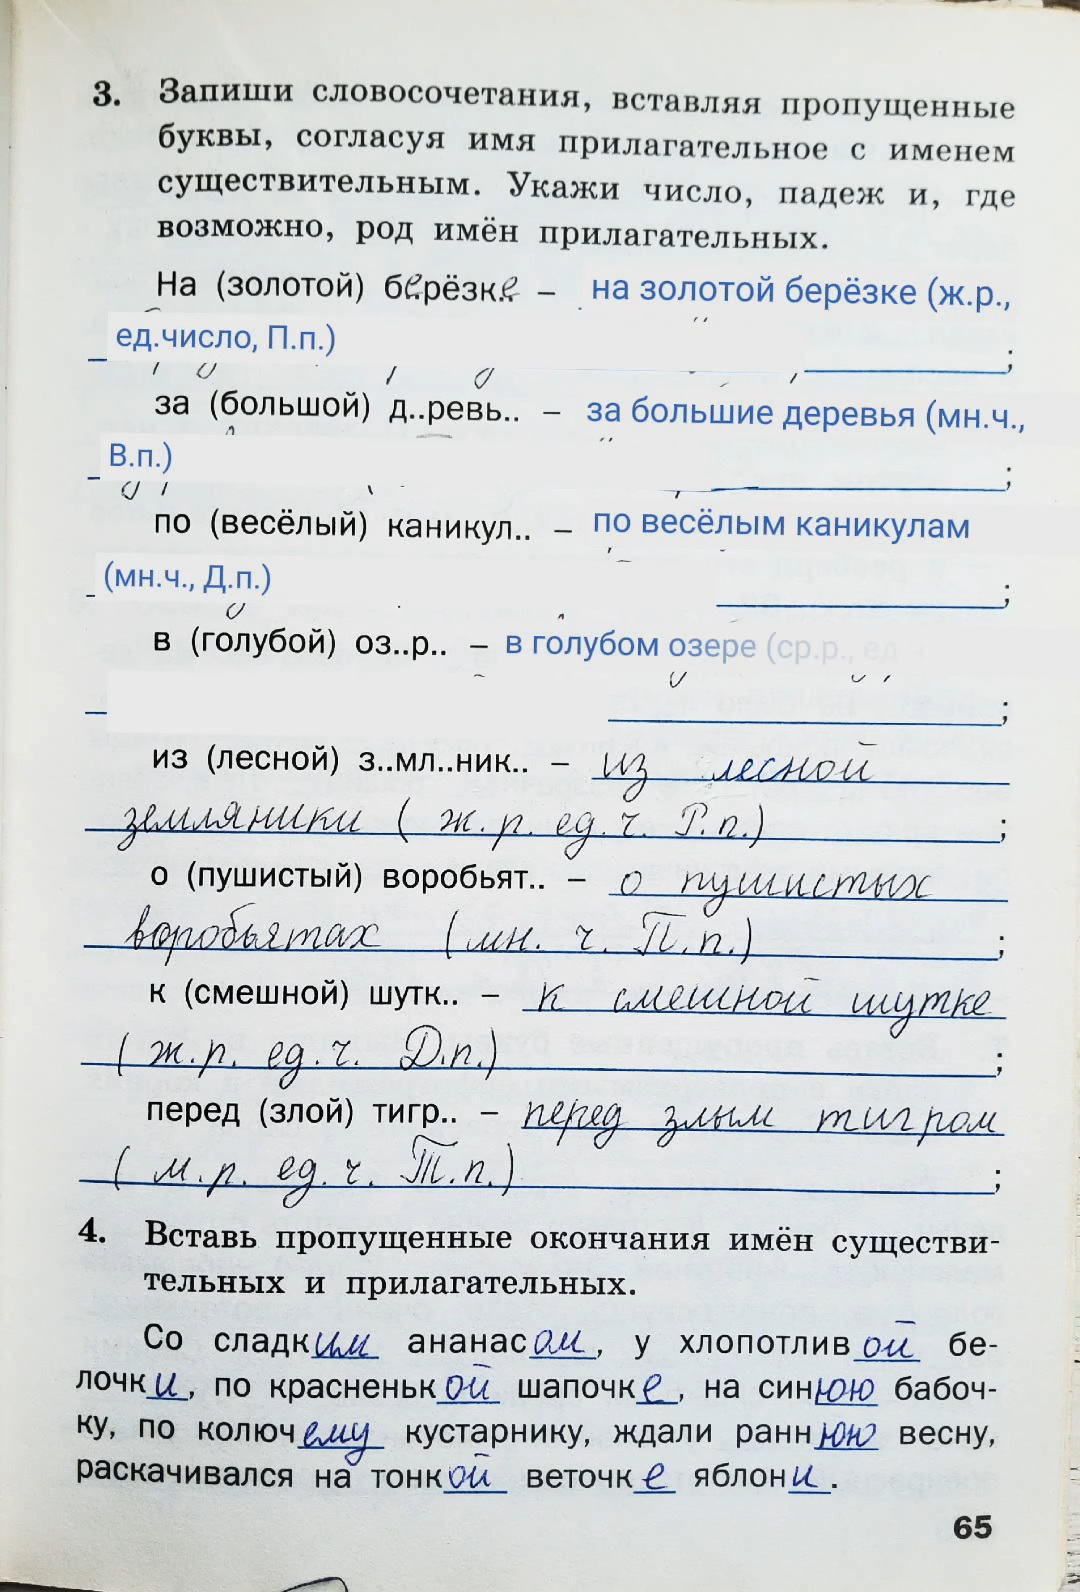 3. Запиши словосочетания, вставляя пропущенные
буквы, согласуя имя прилагательное с именем
существительным. Укажи число, падеж и, где
возможно, род имён прилагательных.
На (золотой) берёзке – на золотой берёзке (ж.р.,
ед.число, П.п.)
;
за (большой) д..ревь.. – за большие деревья (мн.ч.,
В.п.)
;
по (весёлый) каникул.. – по весёлым каникулам
(мн.ч., Д.п.)
;
в (голубой) оз..р.. – в голубом озере (ср.р., ед
;
из (лесной) з..мл..ник.. – из лесной
земляники (ж.р. ед.ч. Р.п.) ;
о (пушистый) воробьят.. – о пушистых
воробьятах (мн. ч. П.п.) ;
к (смешной) шутк.. – к смешной шутке
(ж.р. ед.ч. Д.п.) ;
перед (злой) тигр.. – перед злым тигром
(м.р. ед.ч. Т.п.) ;
4. Вставь пропущенные окончания имён существи-
тельных и прилагательных.
Со сладким ананасом, у хлопотливой бе-
лочки, по красненькой шапочке, на синюю бабоч-
ку, по колючему кустарнику, ждали раннюю весну,
раскачивался на тонкой веточке яблони.
65